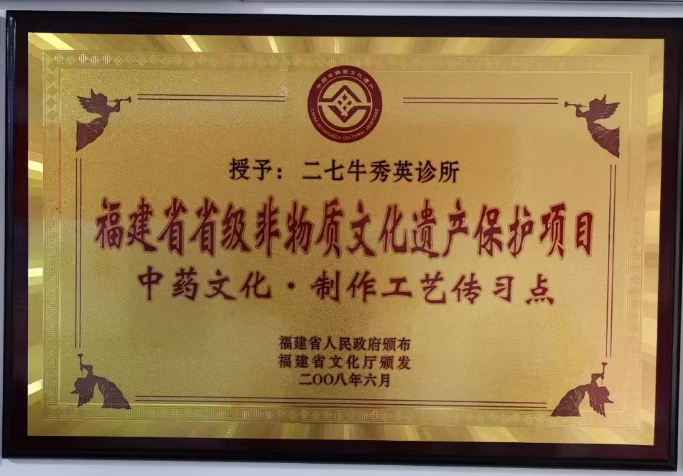 授予：二七牛秀英诊所
福建省省级非物质文化遗产保护项目
中药文化·制作工艺传习点
福建省人民政府颁布
福建省文化厅颁发
二〇〇八年六月